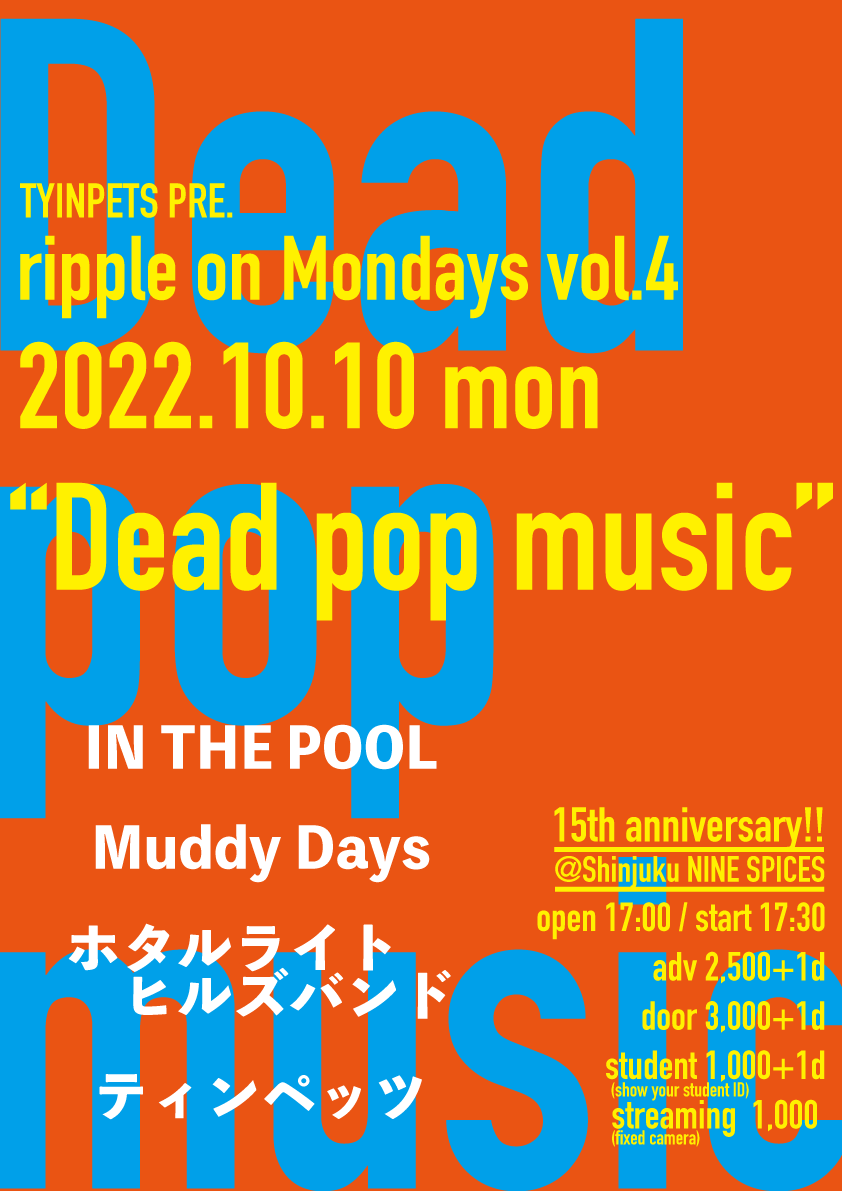 Dead
pop
music
TYINPETS PRE.
ripple on Mondays vol.4
2022.10.10 mon
“Dead pop music”
IN THE POOL
Muddy Days
ホタルライト
ヒルズバンド
ティンペッツ
15th anniversary!!
@Shinjuku NINE SPICES
open 17:00 / start 17:30
adv 2,500+1d
door 3,000+1d
student 1,000+1d
(show your student ID)
streaming 1,000
(fixed camera)